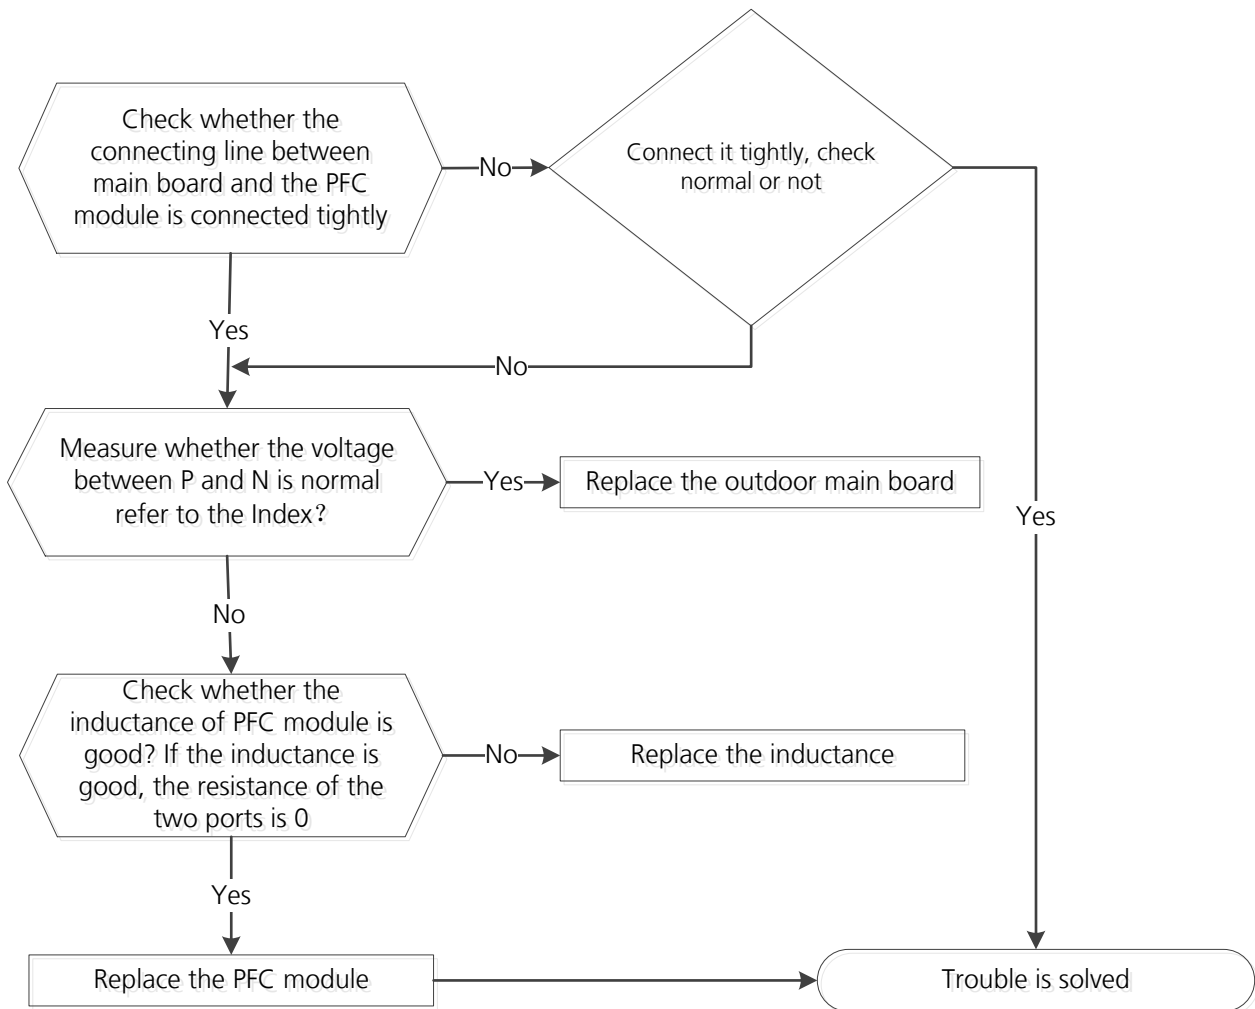 Check whether the
connecting line between
main board and the PFC
module is connected tightly
No
Connect it tightly, check
normal or not
Yes
No
Measure whether the voltage
between P and N is normal
refer to the Index？
Yes
Replace the outdoor main board
Yes
No
Check whether the
inductance of PFC module is
good? If the inductance is
good, the resistance of the
two ports is 0
No
Replace the inductance
Yes
Replace the PFC module
Trouble is solved